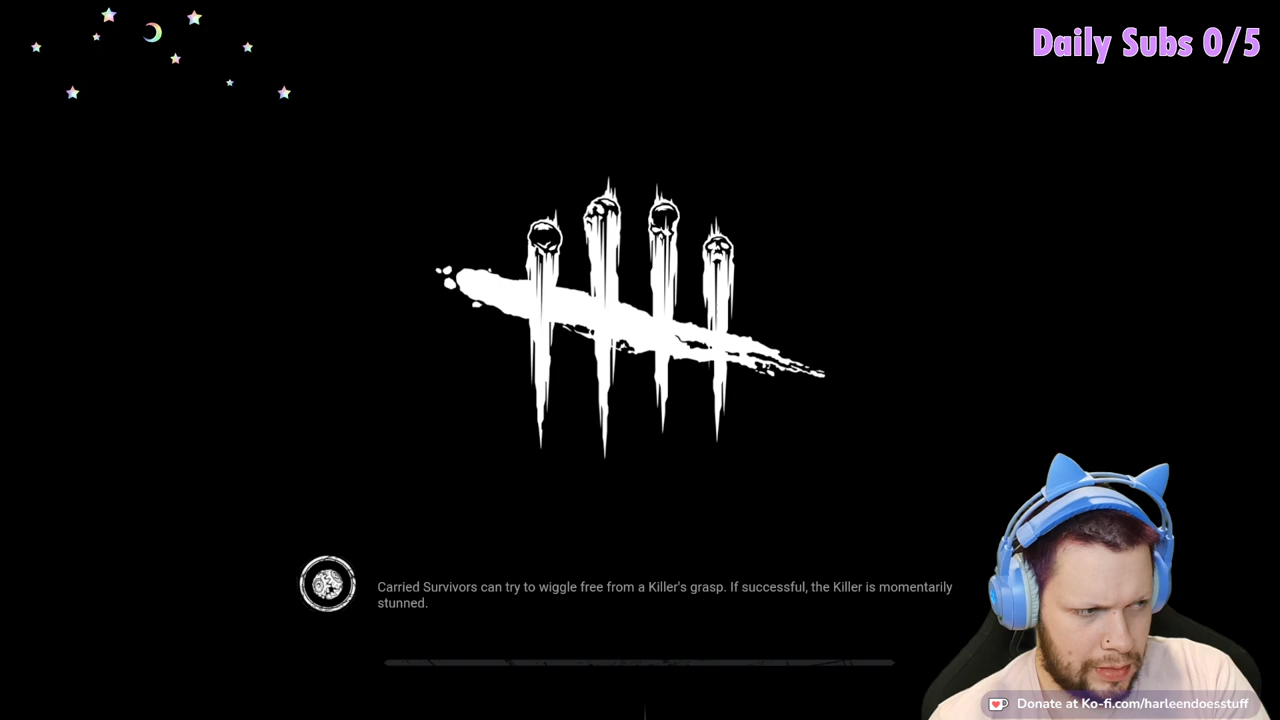 Daily Subs 0/5
Carried Survivors can try to wiggle free from a Killer's grasp. If successful, the Killer is momentarily
stunned.
Donate at Ko-fi.com/harleendoesstuff